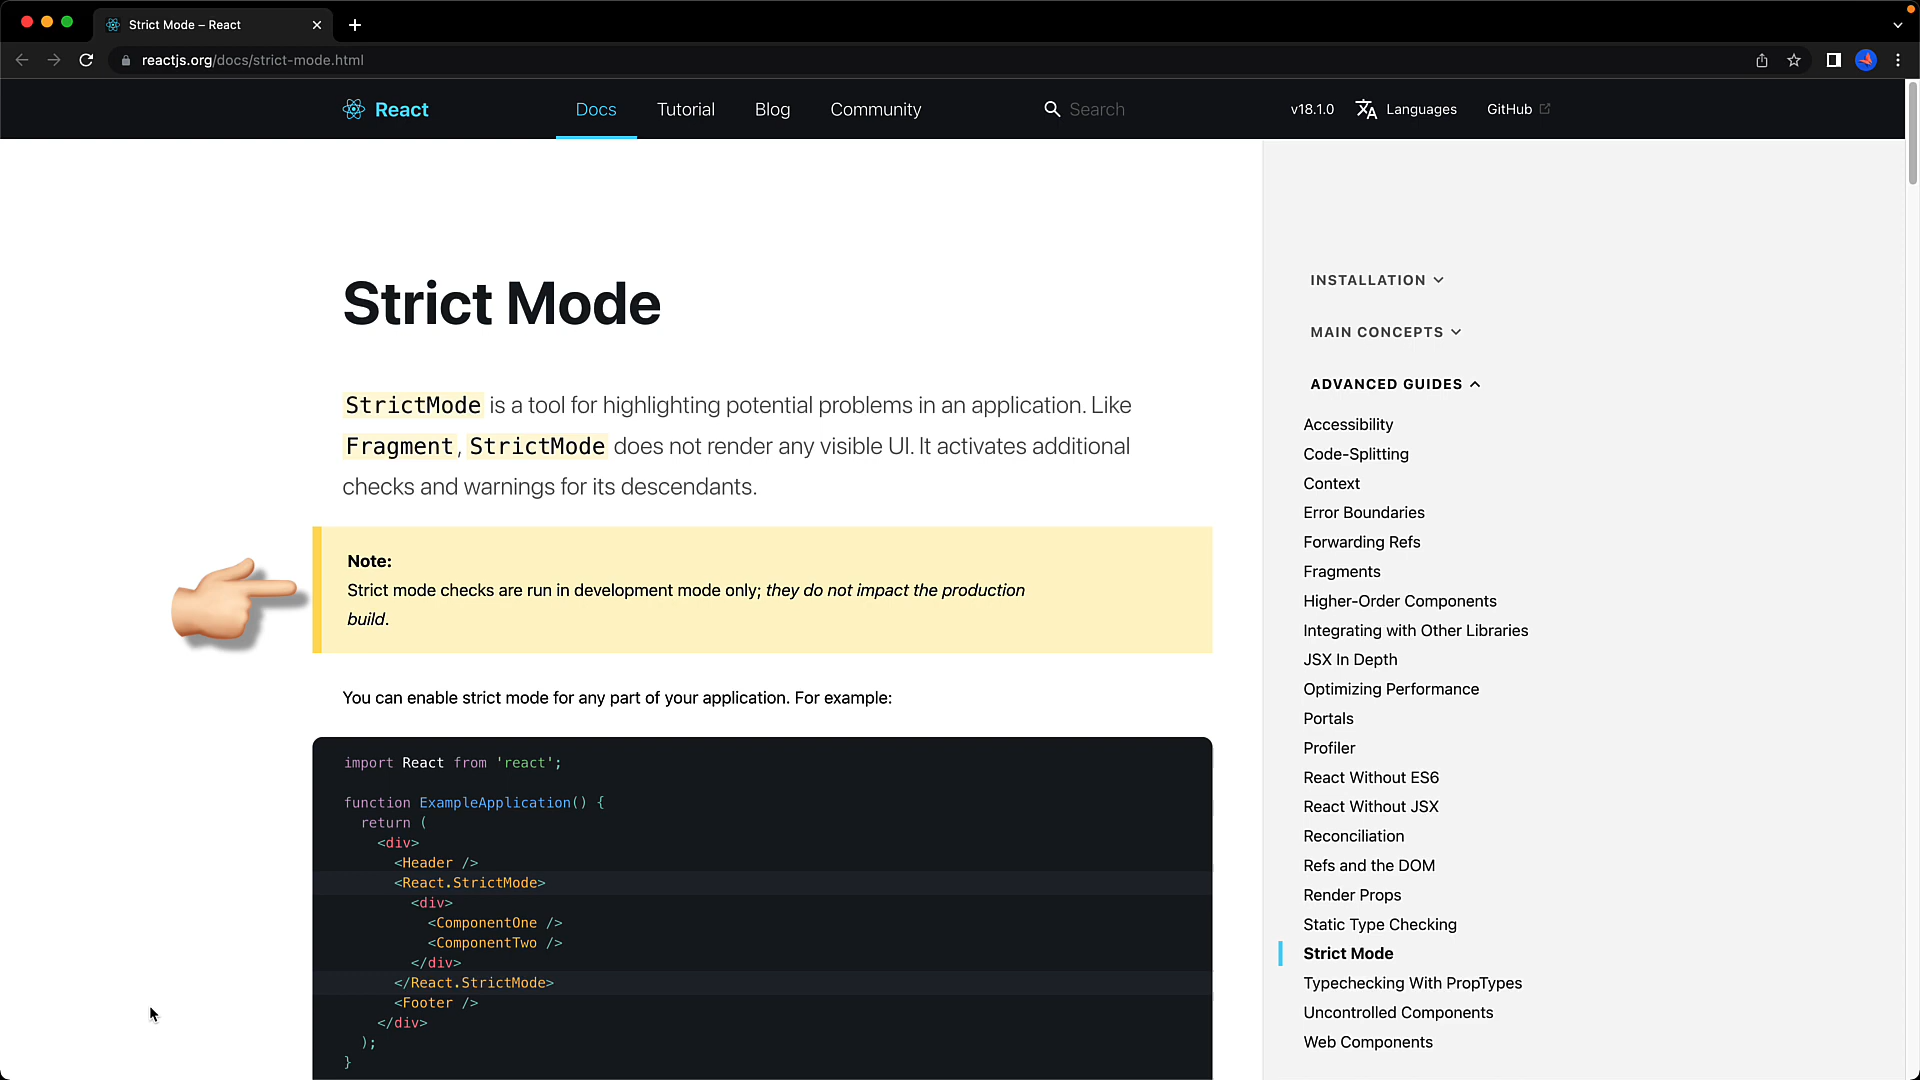 Strict Mode – React
reactjs.org/docs/strict-mode.html
React
Docs
Tutorial
Blog
Community
Search
v18.1.0
Languages
GitHub
Strict Mode
StrictMode is a tool for highlighting potential problems in an application. Like
Fragment, StrictMode does not render any visible UI. It activates additional
checks and warnings for its descendants.
Note:
Strict mode checks are run in development mode only; they do not impact the production
build.
You can enable strict mode for any part of your application. For example:
import React from 'react';
function ExampleApplication() {
return (
<div>
<Header />
<React.StrictMode>
<div>
<ComponentOne />
<ComponentTwo />
</div>
</React.StrictMode>
<Footer />
</div>
);
}
INSTALLATION
MAIN CONCEPTS
ADVANCED GUIDES
Accessibility
Code-Splitting
Context
Error Boundaries
Forwarding Refs
Fragments
Higher-Order Components
Integrating with Other Libraries
JSX In Depth
Optimizing Performance
Portals
Profiler
React Without ES6
React Without JSX
Reconciliation
Refs and the DOM
Render Props
Static Type Checking
Strict Mode
Typechecking With PropTypes
Uncontrolled Components
Web Components